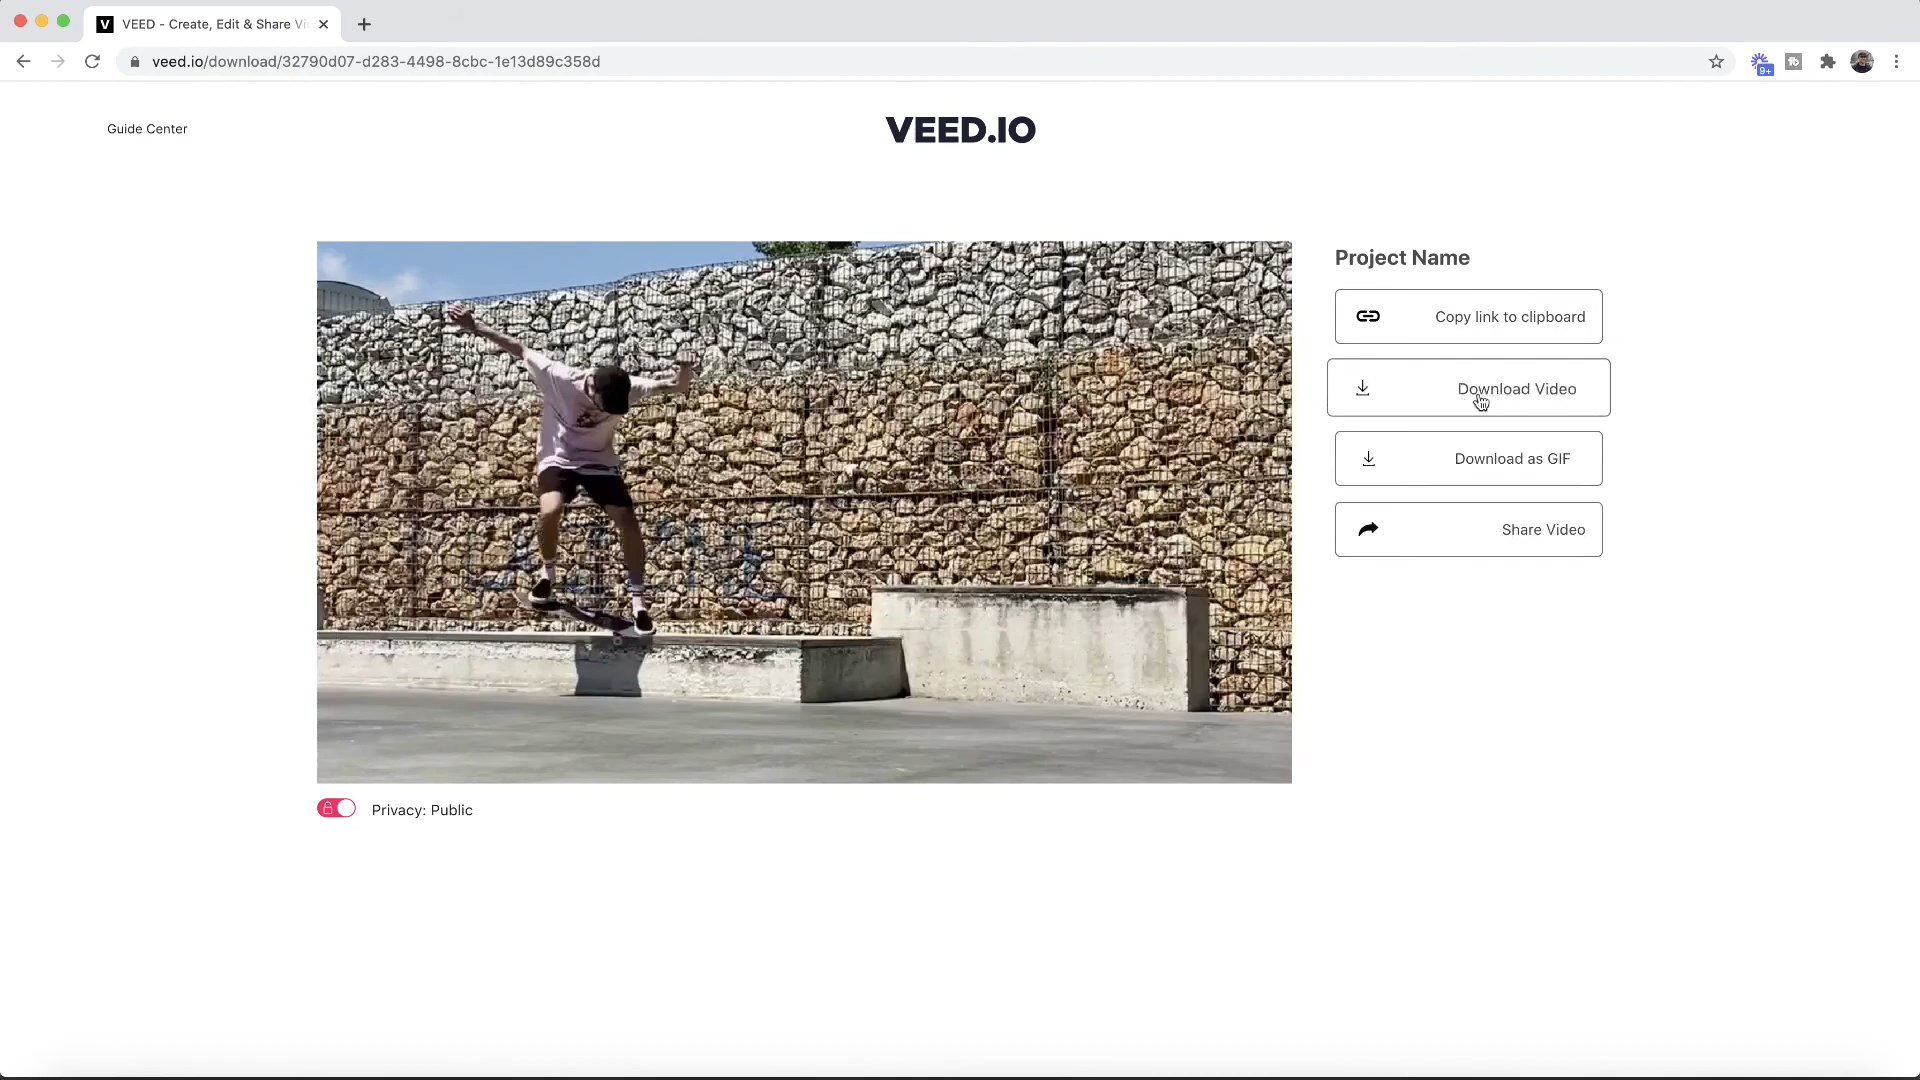 VEED - Create, Edit & Share Vi
veed.io/download/32790d07-d283-4498-8cbc-1e13d89c358d
9+
Guide Center
VEED.IO
Project Name
Copy link to clipboard
Download Video
Download as GIF
Share Video
Privacy: Public